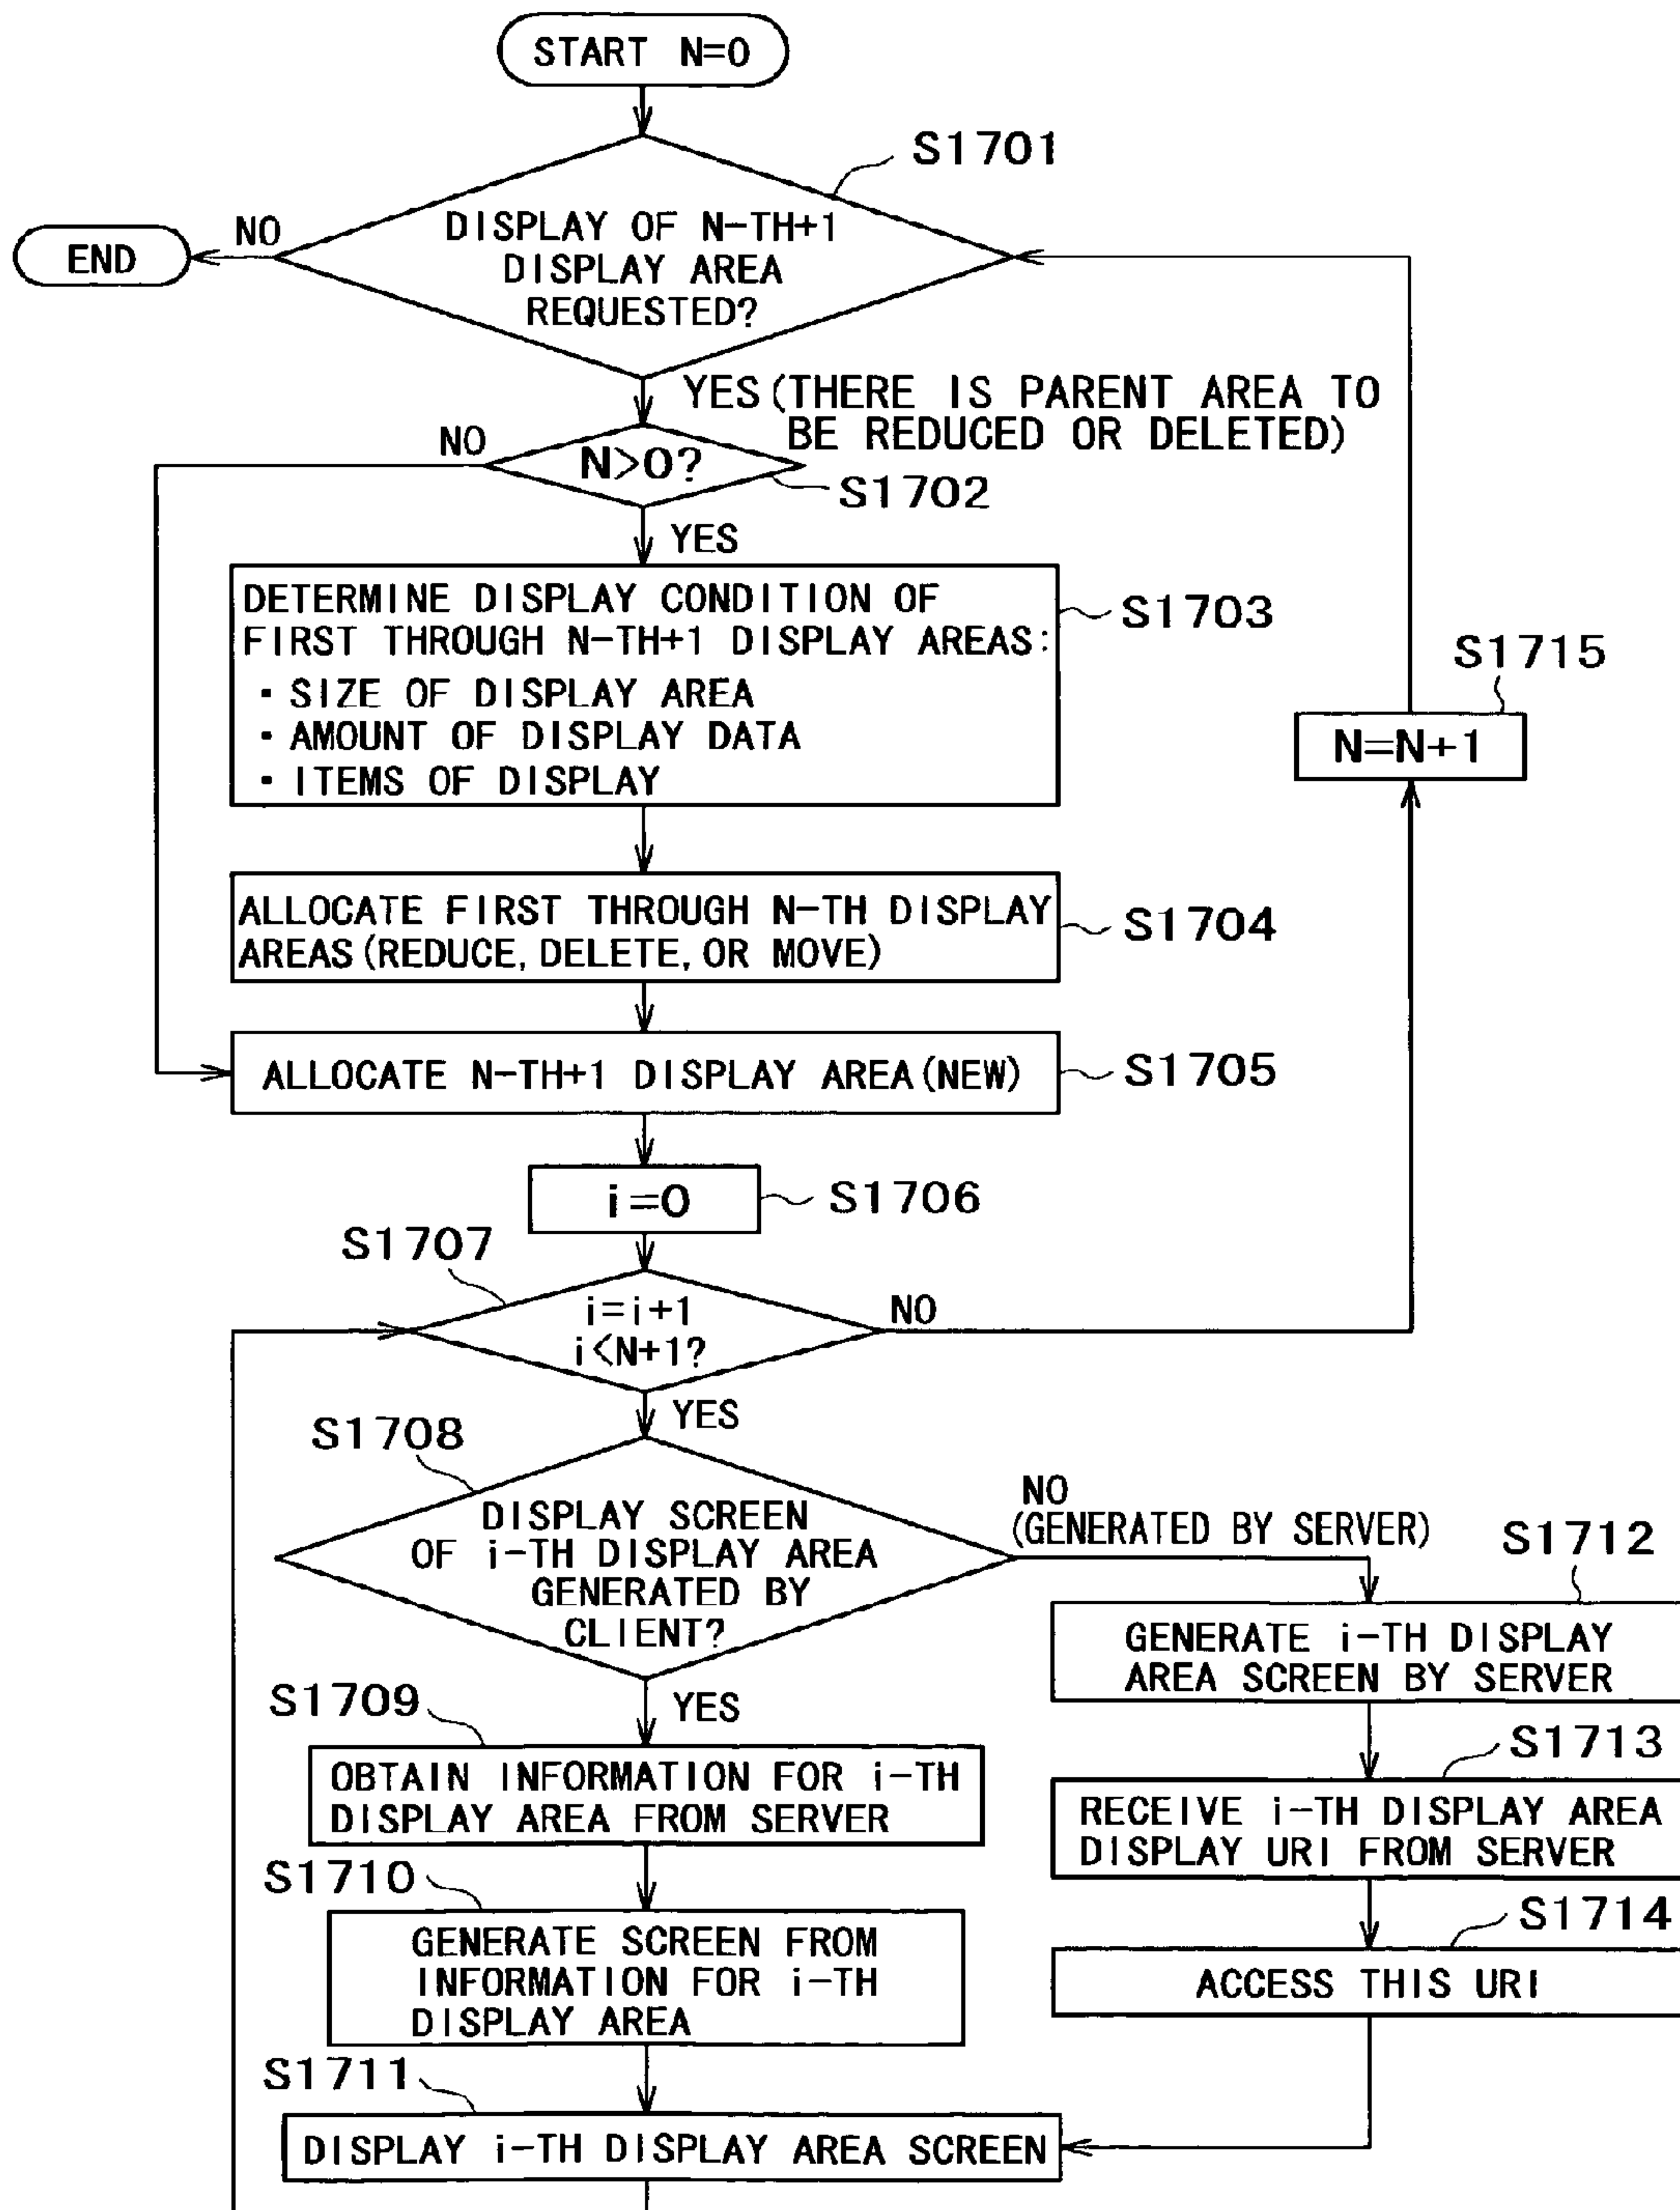 START N=0
S1701
DISPLAY OF N-TH+1
DISPLAY AREA
REQUESTED?
NO
END
YES (THERE IS PARENT AREA TO
BE REDUCED OR DELETED)
NO
N>0?
S1702
YES
DETERMINE DISPLAY CONDITION OF
FIRST THROUGH N-TH+1 DISPLAY AREAS:
・SIZE OF DISPLAY AREA
・AMOUNT OF DISPLAY DATA
・ITEMS OF DISPLAY
S1703
S1715
N=N+1
ALLOCATE FIRST THROUGH N-TH DISPLAY
AREAS (REDUCE, DELETE, OR MOVE)
S1704
ALLOCATE N-TH+1 DISPLAY AREA (NEW)
S1705
i=0
S1706
S1707
i=i+1
i<N+1?
NO
YES
S1708
DISPLAY SCREEN
OF i-TH DISPLAY AREA
GENERATED BY
CLIENT?
NO
(GENERATED BY SERVER)
S1712
GENERATE i-TH DISPLAY
AREA SCREEN BY SERVER
YES
S1709
OBTAIN INFORMATION FOR i-TH
DISPLAY AREA FROM SERVER
S1713
RECEIVE i-TH DISPLAY AREA
DISPLAY URI FROM SERVER
S1710
GENERATE SCREEN FROM
INFORMATION FOR i-TH
DISPLAY AREA
S1714
ACCESS THIS URI
S1711
DISPLAY i-TH DISPLAY AREA SCREEN